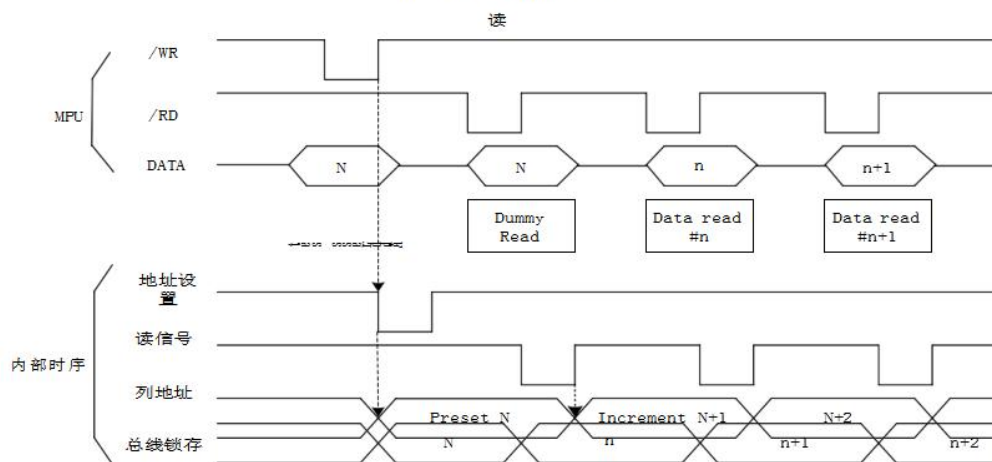 读
/WR
MPU
/RD
DATA
N
N
n
n+1
Dummy
Read
Data read
#n
Data read
#n+1
地址设
置
读信号
内部时序
列地址
Preset N
Increment N+1
N+2
总线锁存
N
n
n+1
n+2